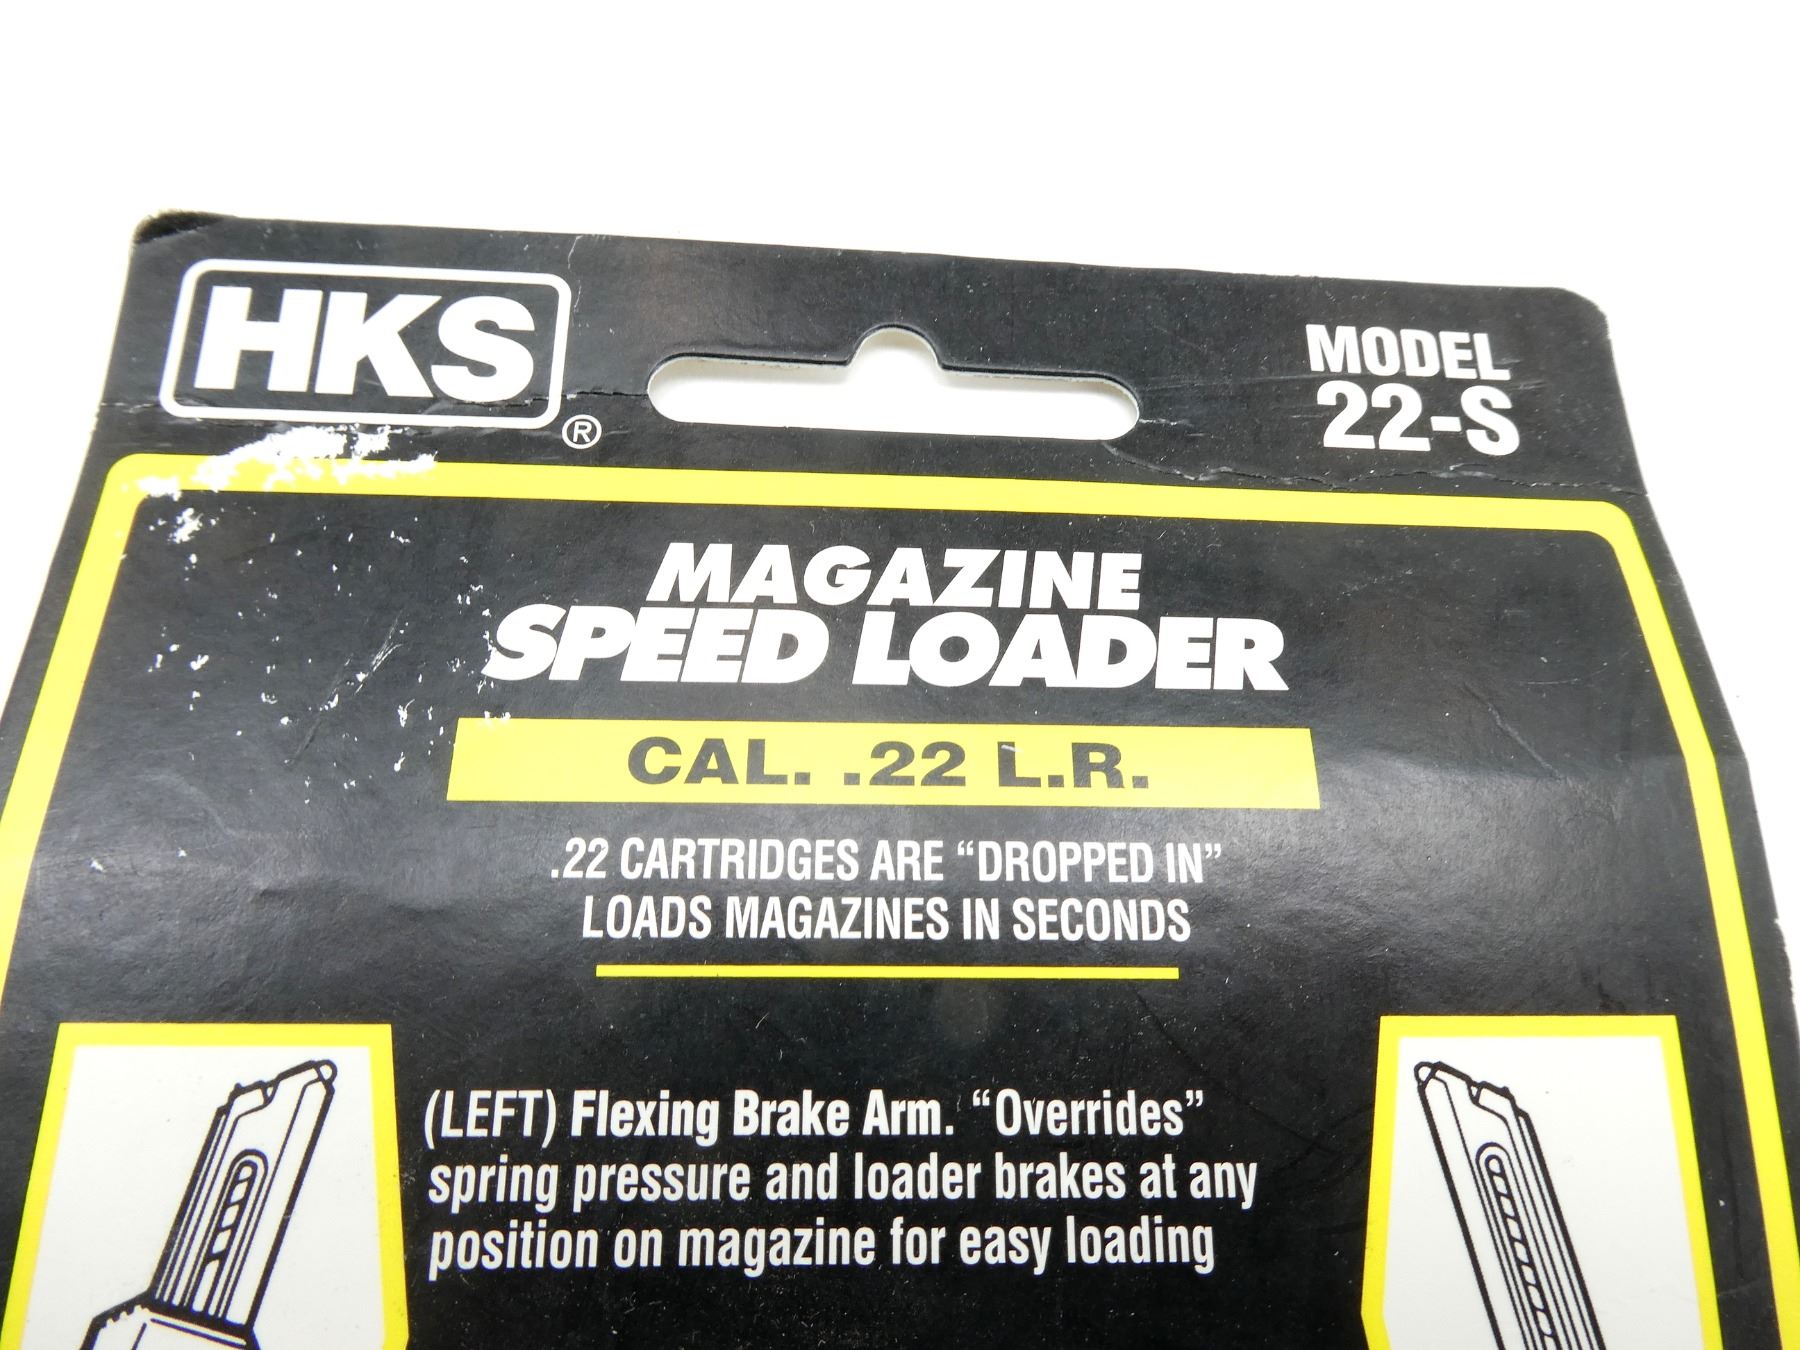 HKS
®
MODEL
22-S
MAGAZINE
SPEED LOADER
CAL. .22 L.R.
.22 CARTRIDGES ARE “DROPPED IN”
LOADS MAGAZINES IN SECONDS
(LEFT) Flexing Brake Arm. “Overrides”
spring pressure and loader brakes at any
position on magazine for easy loading